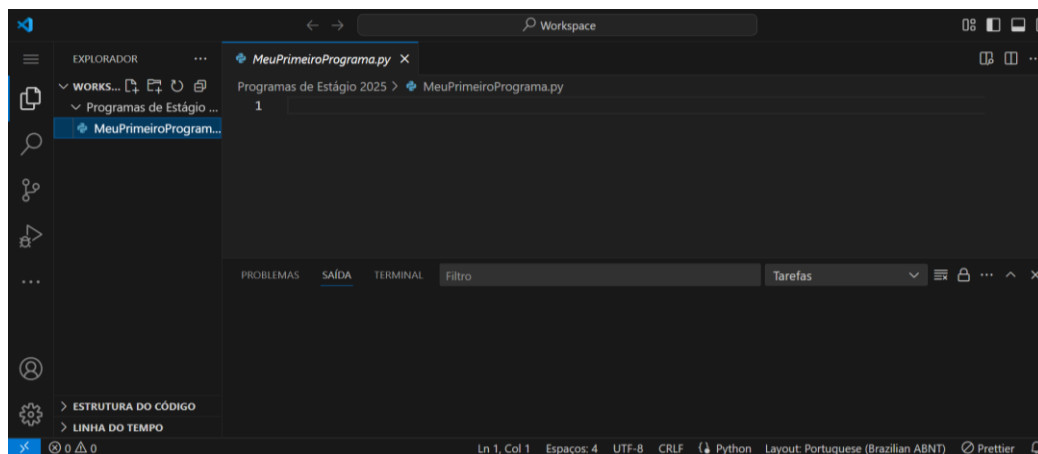 Workspace
EXPLORADOR
MeuPrimeiroPrograma.py
WORKS...
Programas de Estágio 2025 > MeuPrimeiroPrograma.py
Programas de Estágio ...
1
MeuPrimeiroProgram...
PROBLEMAS SAÍDA TERMINAL Filtro Tarefas
ESTRUTURA DO CÓDIGO
LINHA DO TEMPO
0 0 Ln 1, Col 1 Espaços: 4 UTF-8 CRLF Python Layout: Portuguese (Brazilian ABNT) Prettier